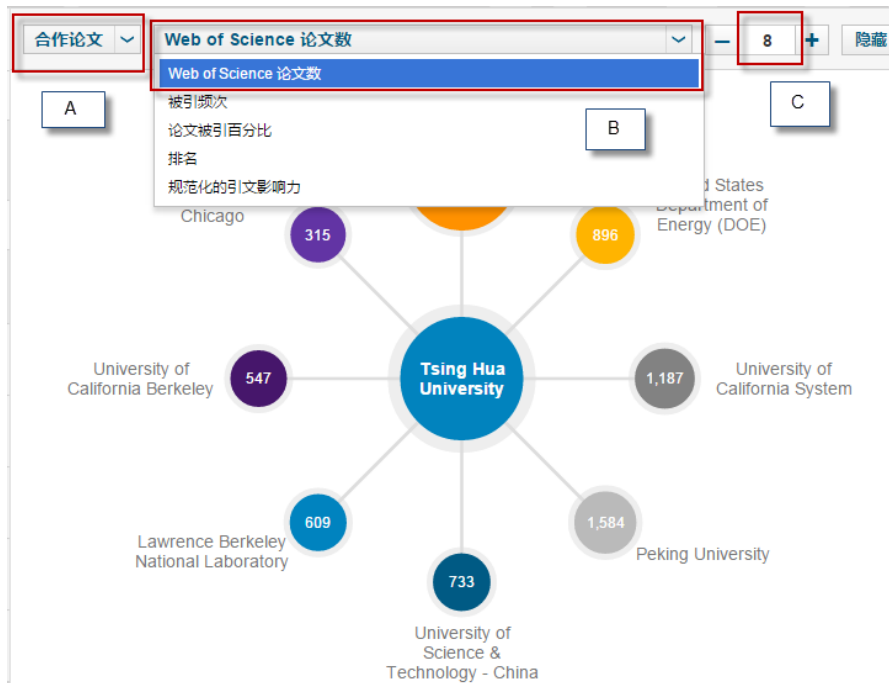 合作论文
Web of Science 论文数
8
隐藏
Web of Science 论文数
被引频次
论文被引百分比
排名
规范化的引文影响力
A
B
C
States
Department of
Energy (DOE)
896
Chicago
315
University of
California Berkeley
547
Tsing Hua
University
1,187
University of
California System
609
Lawrence Berkeley
National Laboratory
1,584
Peking University
733
University of
Science &
Technology - China